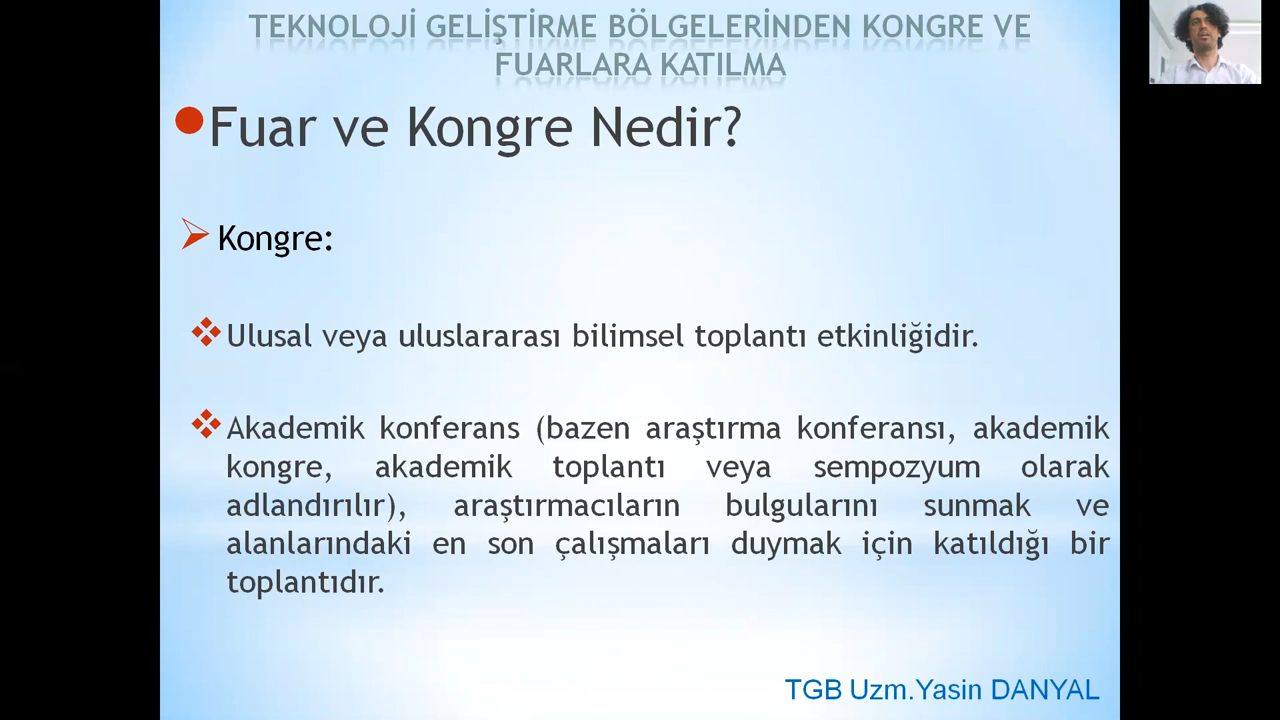 TEKNOLOJİ GELİŞTİRME BÖLGELERİNDEN KONGRE VE
FUARLARA KATILMA
Fuar ve Kongre Nedir?
Kongre:
Ulusal veya uluslararası bilimsel toplantı etkinliğidir.
Akademik konferans (bazen araştırma konferansı, akademik
kongre, akademik toplantı veya sempozyum olarak
adlandırılır), araştırmacıların bulgularını sunmak ve
alanlarındaki en son çalışmaları duymak için katıldığı bir
toplantıdır.
TGB Uzm.Yasin DANYAL